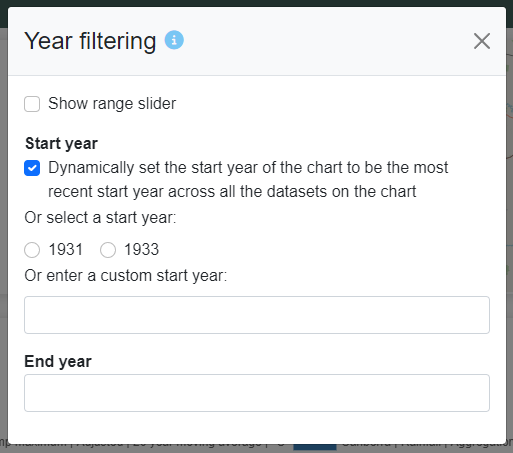 Year filtering
Show range slider
Start year
Dynamically set the start year of the chart to be the most
recent start year across all the datasets on the chart
Or select a start year:
1931 1933
Or enter a custom start year:
End year